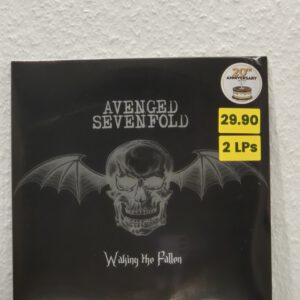 AVENGED
SEVENFOLD
20TH
ANNIVERSARY
29.90
2 LPs
Waking the Fallen